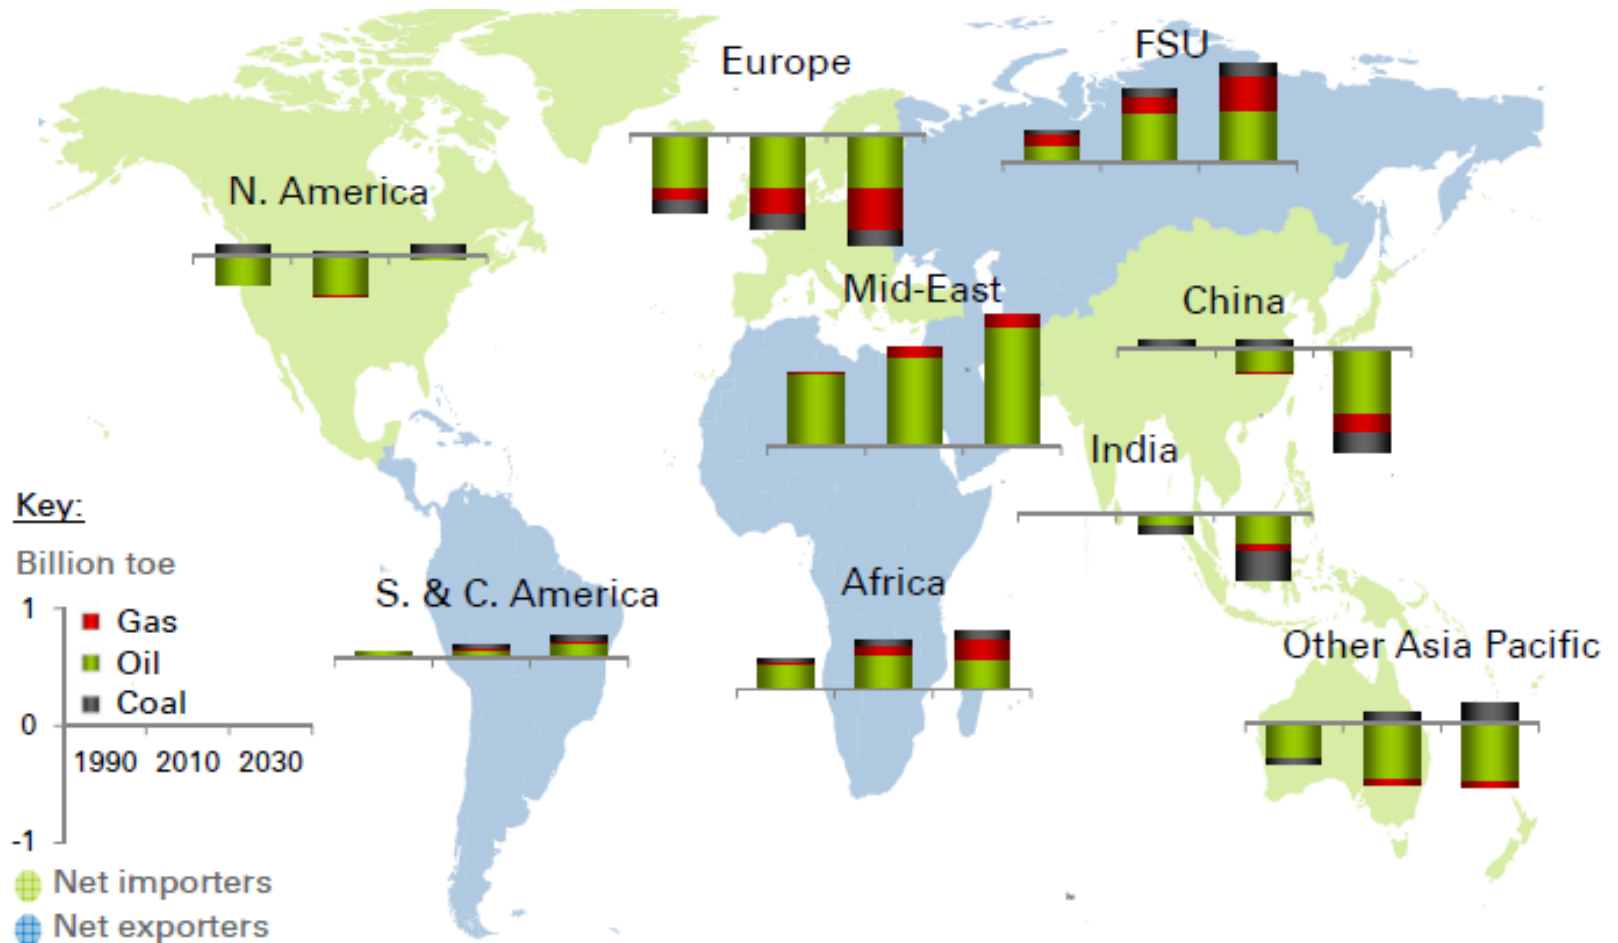 Europe
FSU
N. America
Mid-East
China
India
Key:
Billion toe
S. & C. America
Africa
1
Gas
Oil
Coal
Other Asia Pacific
0
1990 2010 2030
-1
Net importers
Net exporters